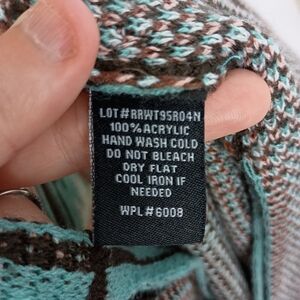 LOT#RRWT95R04N
100%ACRYLIC
HAND WASH COLD
DO NOT BLEACH
DRY FLAT
COOL IRON IF
NEEDED
WPL#6008